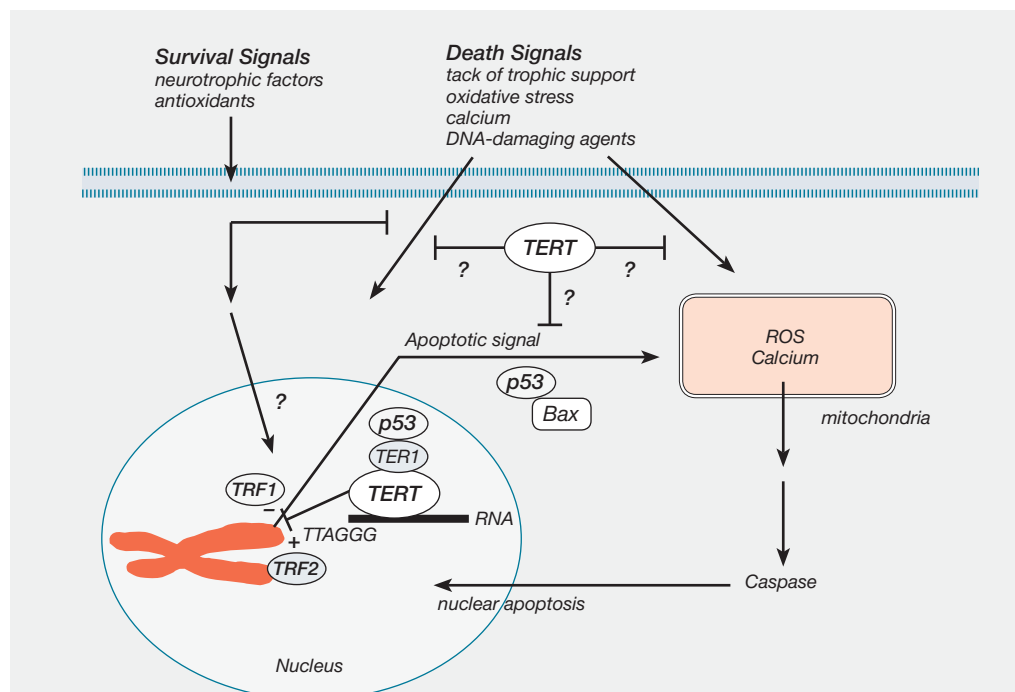 Survival Signals
neurotrophic factors
antioxidants
Death Signals
tack of trophic support
oxidative stress
calcium
DNA-damaging agents
TERT
?
?
?
Apoptotic signal
ROS
Calcium
p53
Bax
mitochondria
?
p53
TER1
TRF1
TERT
−
RNA
+
TTAGGG
TRF2
Caspase
nuclear apoptosis
Nucleus